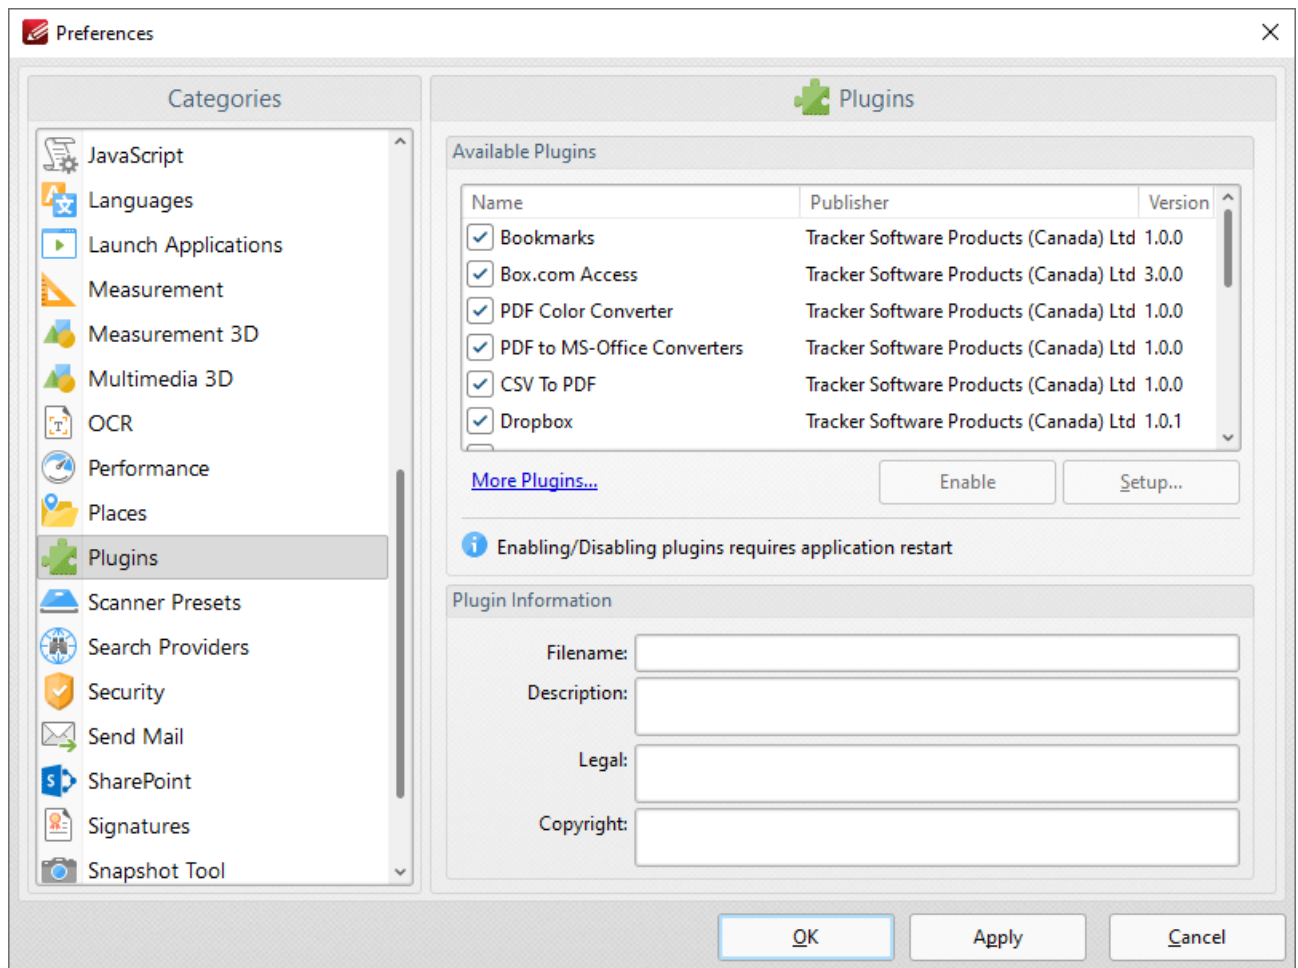 Preferences
Categories
JavaScript
Languages
Launch Applications
Measurement
Measurement 3D
Multimedia 3D
OCR
Performance
Places
Plugins
Scanner Presets
Search Providers
Security
Send Mail
SharePoint
Signatures
Snapshot Tool
Plugins
Available Plugins
Name Publisher Version
Bookmarks Tracker Software Products (Canada) Ltd 1.0.0
Box.com Access Tracker Software Products (Canada) Ltd 3.0.0
PDF Color Converter Tracker Software Products (Canada) Ltd 1.0.0
PDF to MS-Office Converters Tracker Software Products (Canada) Ltd 1.0.0
CSV To PDF Tracker Software Products (Canada) Ltd 1.0.0
Dropbox Tracker Software Products (Canada) Ltd 1.0.1
More Plugins... Enable Setup...
Enabling/Disabling plugins requires application restart
Plugin Information
Filename:
Description:
Legal:
Copyright:
OK Apply Cancel